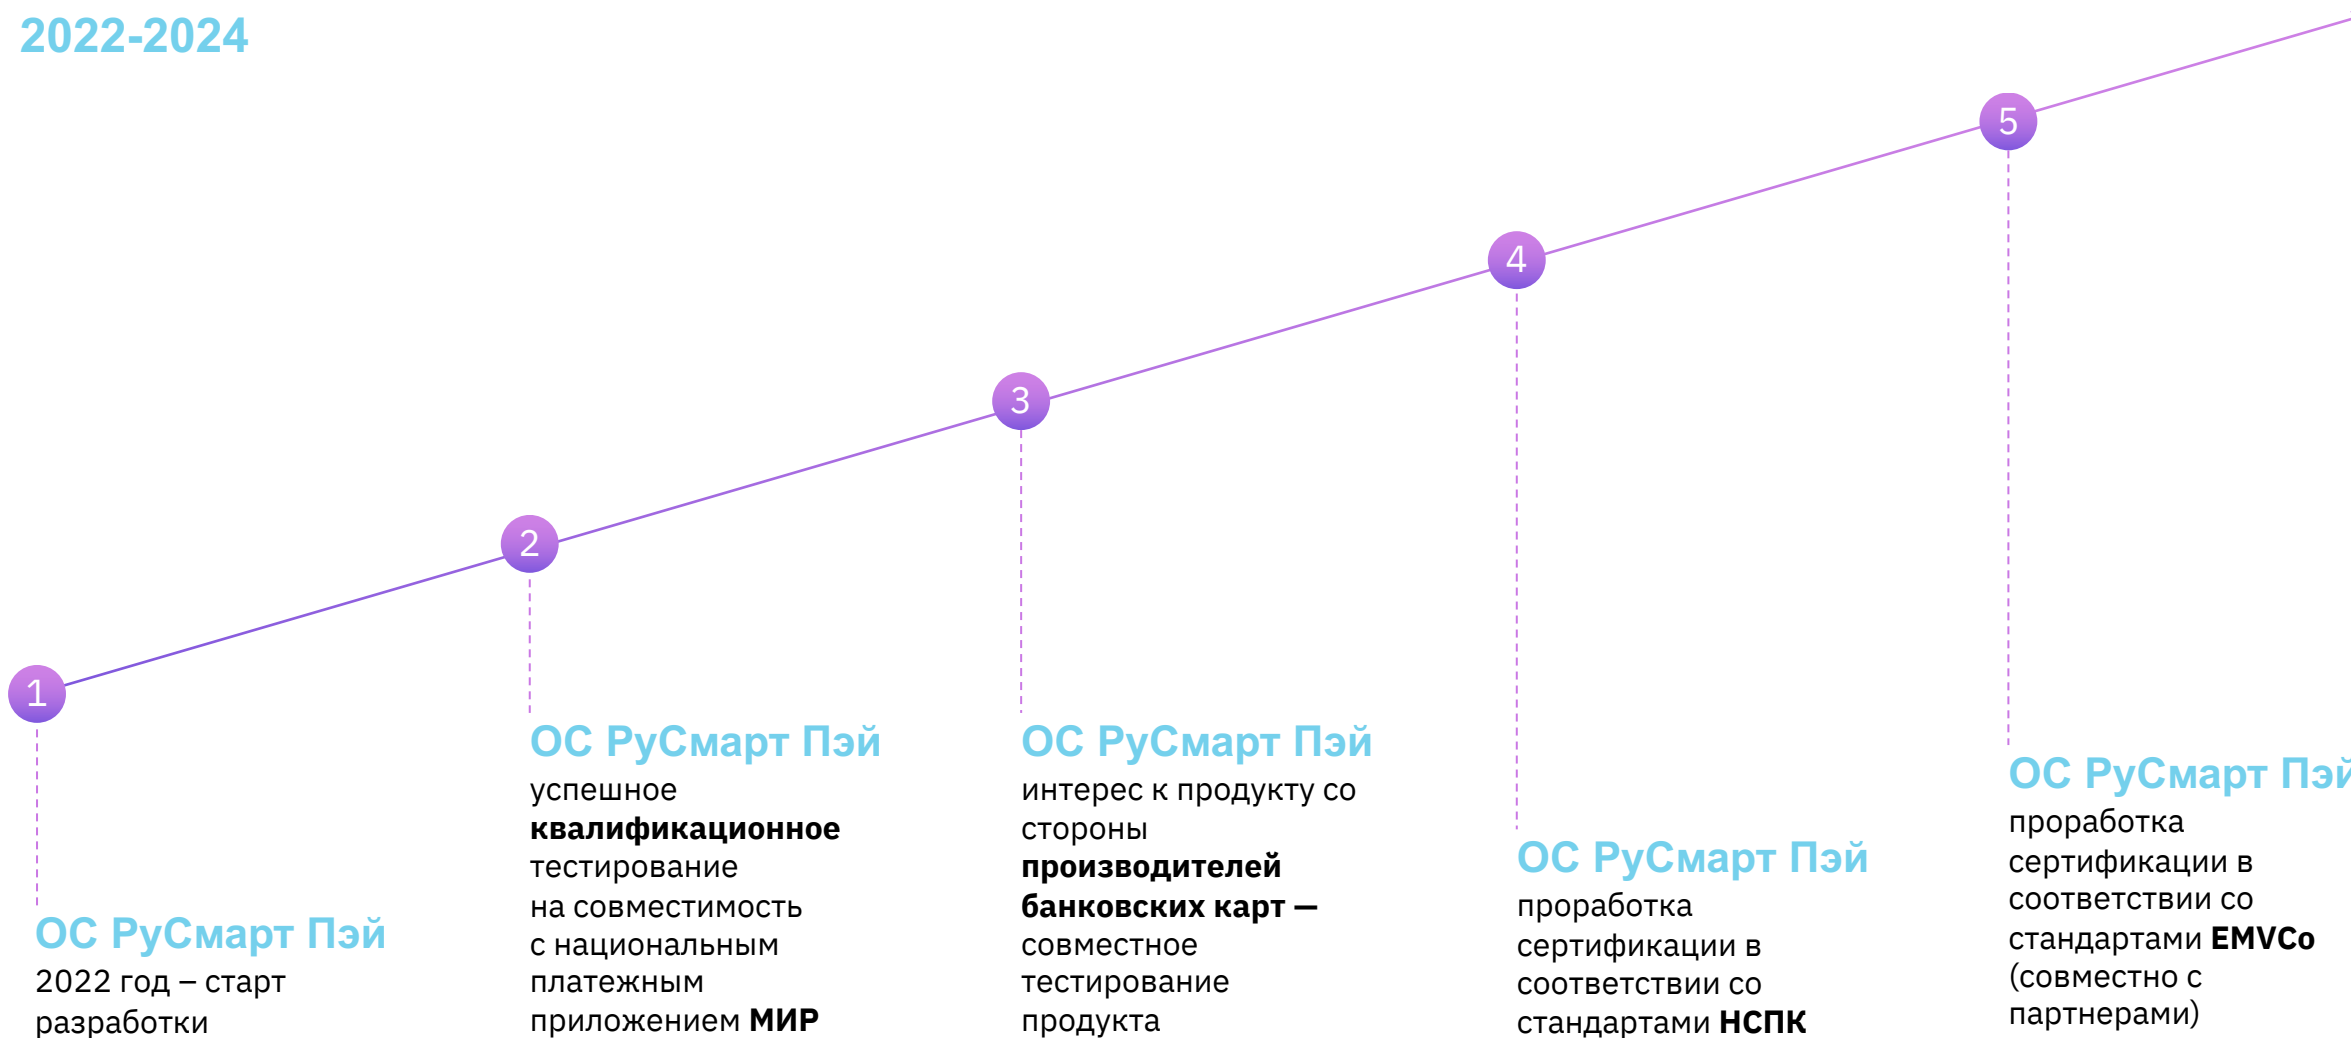 2022-2024
1
ОС РуСмарт Пэй
2022 год – старт
разработки
2
ОС РуСмарт Пэй
успешное
квалификационное
тестирование
на совместимость
с национальным
платежным
приложением МИР
3
ОС РуСмарт Пэй
интерес к продукту со
стороны
производителей
банковских карт —
совместное
тестирование
продукта
4
ОС РуСмарт Пэй
проработка
сертификации в
соответствии со
стандартами НСПК
5
ОС РуСмарт Пэй
проработка
сертификации в
соответствии со
стандартами EMVCo
(совместно с
партнерами)